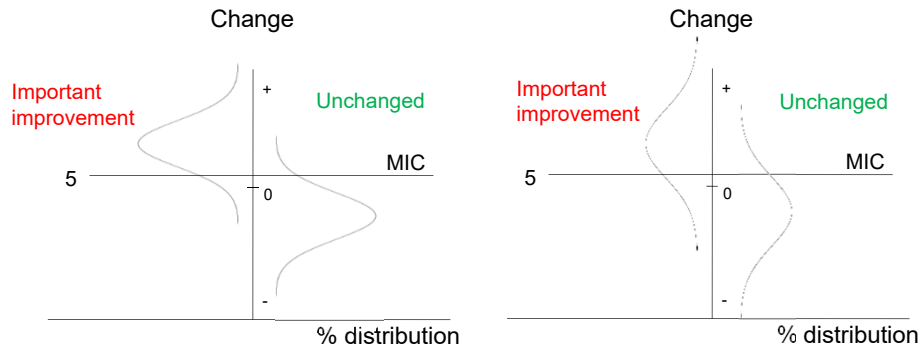 Change
Important
improvement
+
Unchanged
MIC
5
0
-
% distribution
Change
Important
improvement
+
Unchanged
MIC
5
0
-
% distribution